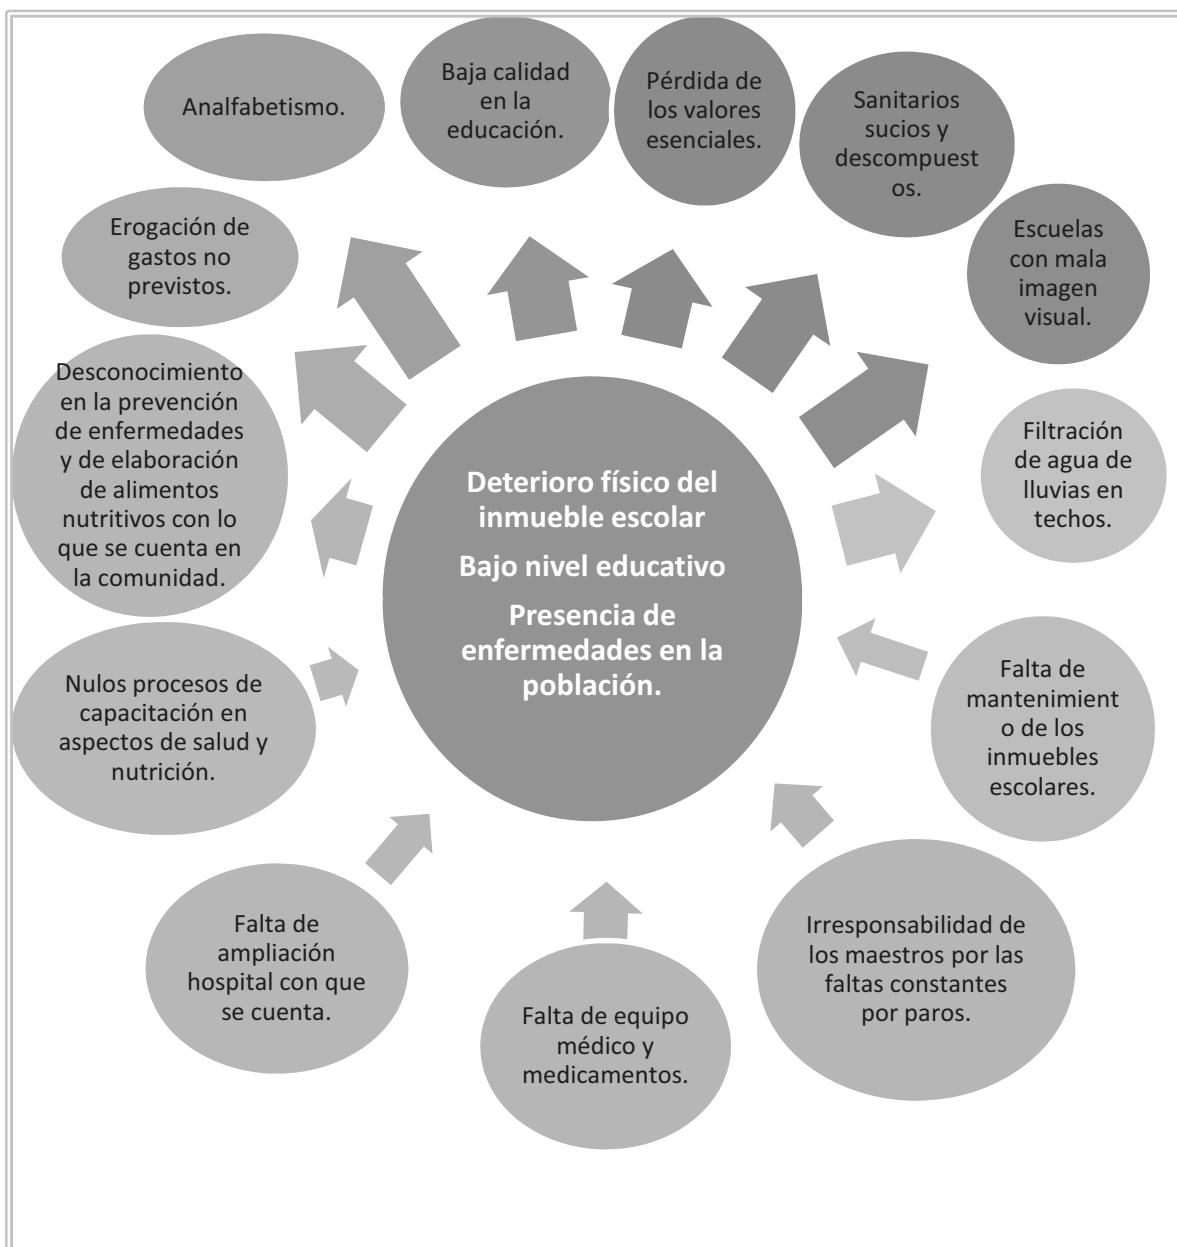 Analfabetismo.
Baja calidad
en la
educación.
Pérdida de
los valores
esenciales.
Sanitarios
sucios y
descompuest
os.
Erogación de
gastos no
previstos.
Escuelas
con mala
imagen
visual.
Desconocimiento
en la prevención
de enfermedades
y de elaboración
de alimentos
nutritivos con lo
que se cuenta en
la comunidad.
Deterioro físico del
inmueble escolar
Bajo nivel educativo
Presencia de
enfermedades en la
población.
Filtración
de agua de
lluvias en
techos.
Nulos procesos de
capacitación en
aspectos de salud y
nutrición.
Falta de
mantenimient
o de los
inmuebles
escolares.
Falta de
ampliación
hospital con que
se cuenta.
Falta de equipo
médico y
medicamentos.
Irresponsabilidad de
los maestros por las
faltas constantes
por paros.